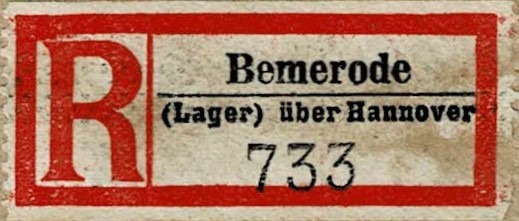 R
Bemerode
(Lager) über Hannover
733